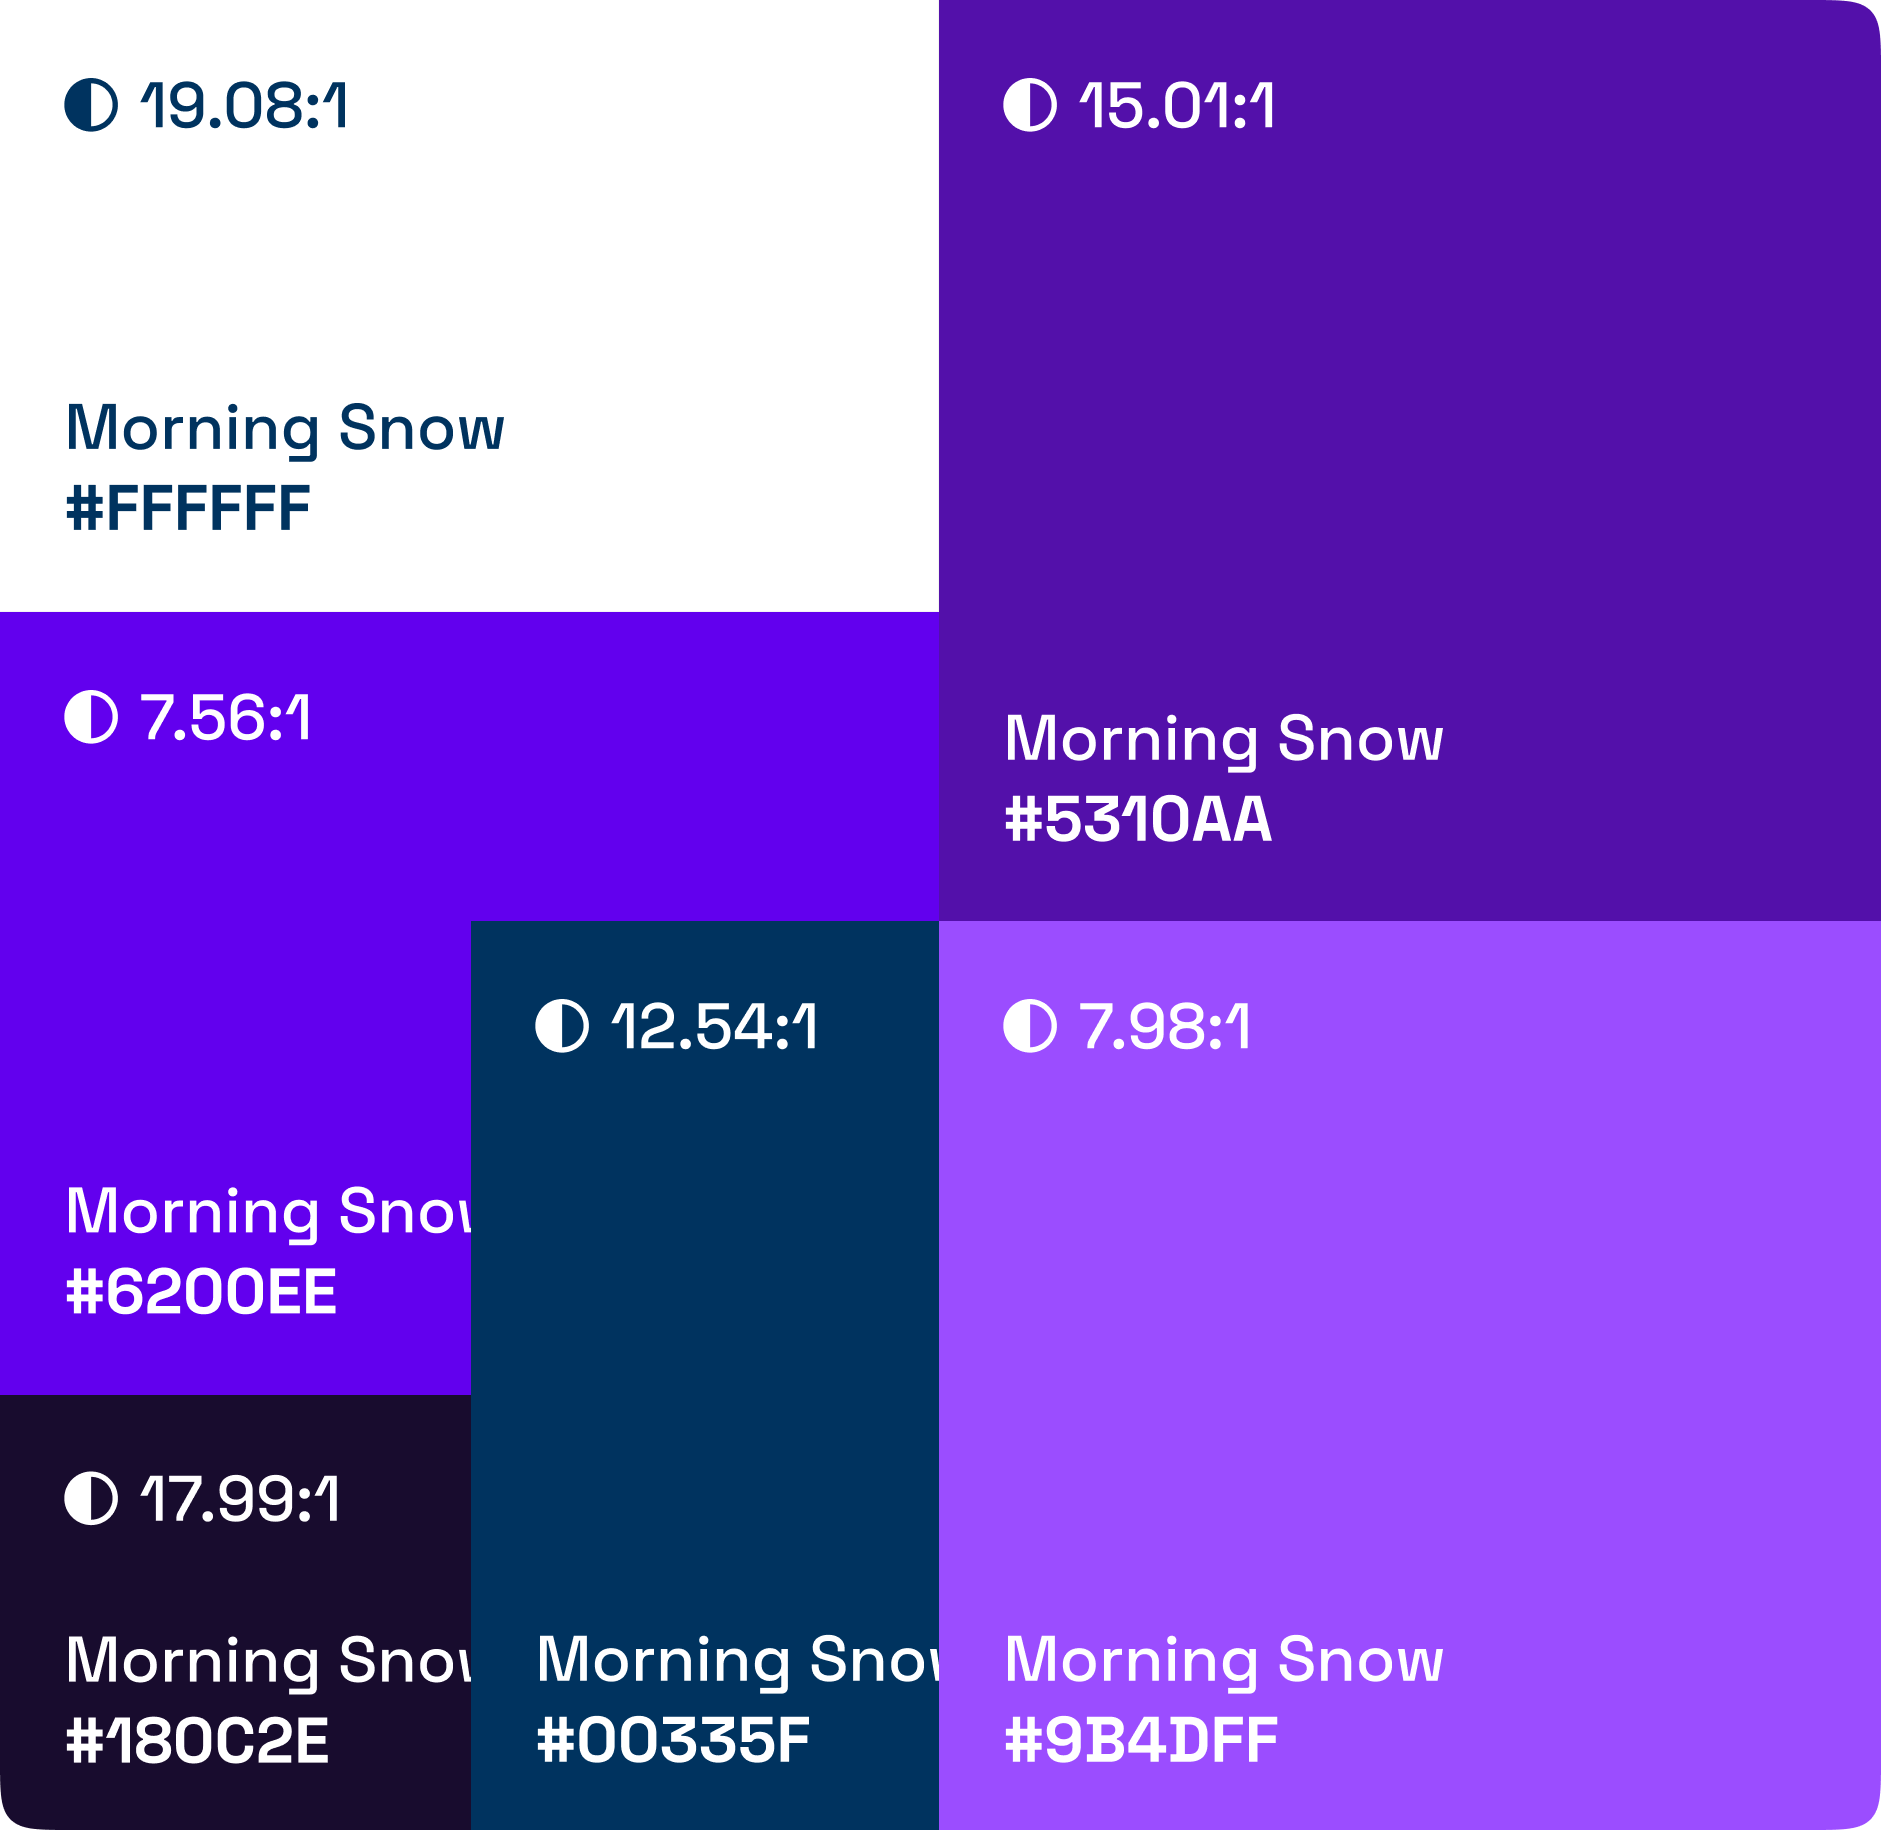 19.08:1
Morning Snow
#FFFFFF
15.01:1
Morning Snow
#5310AA
7.56:1
Morning Snow
#6200EE
12.54:1
Morning Snow
#00335F
7.98:1
Morning Snow
#9B4DFF
17.99:1
Morning Snow
#180C2E